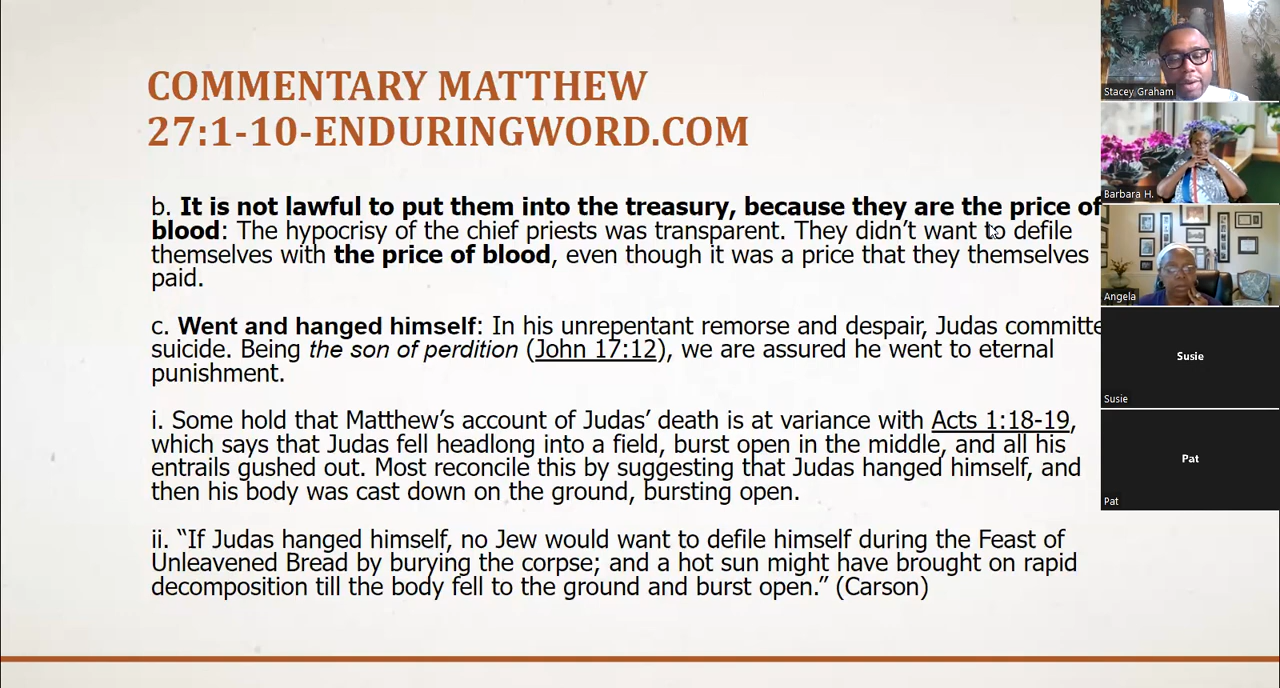 COMMENTARY MATTHEW
27:1-10-ENDURINGWORD.COM
b. It is not lawful to put them into the treasury, because they are the price of
blood: The hypocrisy of the chief priests was transparent. They didn’t want to defile
themselves with the price of blood, even though it was a price that they themselves
paid.
c. Went and hanged himself: In his unrepentant remorse and despair, Judas committe
suicide. Being the son of perdition (John 17:12), we are assured he went to eternal
punishment.
i. Some hold that Matthew’s account of Judas’ death is at variance with Acts 1:18-19,
which says that Judas fell headlong into a field, burst open in the middle, and all his
entrails gushed out. Most reconcile this by suggesting that Judas hanged himself, and
then his body was cast down on the ground, bursting open.
ii. “If Judas hanged himself, no Jew would want to defile himself during the Feast of
Unleavened Bread by burying the corpse; and a hot sun might have brought on rapid
decomposition till the body fell to the ground and burst open.” (Carson)
Stacey Graham
Barbara H.
Angela
Susie
Susie
Pat
Pat